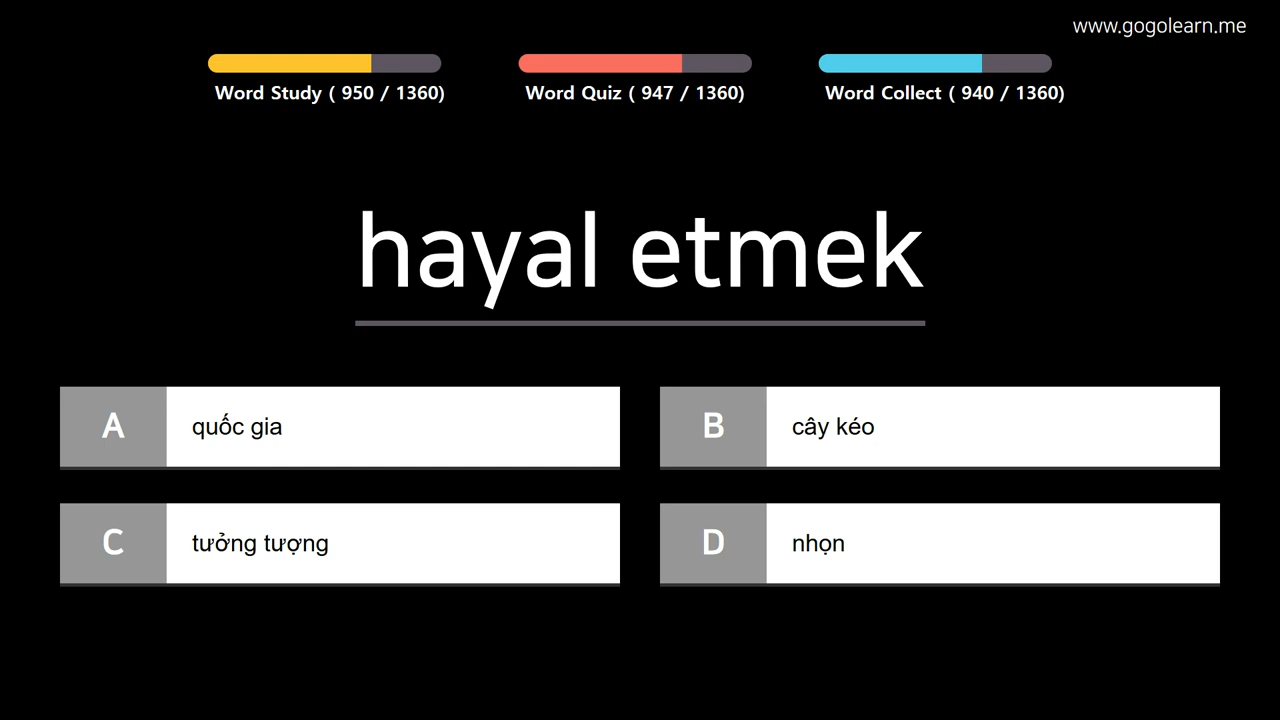 www.gogolearn.me
Word Study ( 950 / 1360)
Word Quiz ( 947 / 1360)
Word Collect ( 940 / 1360)
hayal etmek
A quốc gia
B cây kéo
C tưởng tượng
D nhọn